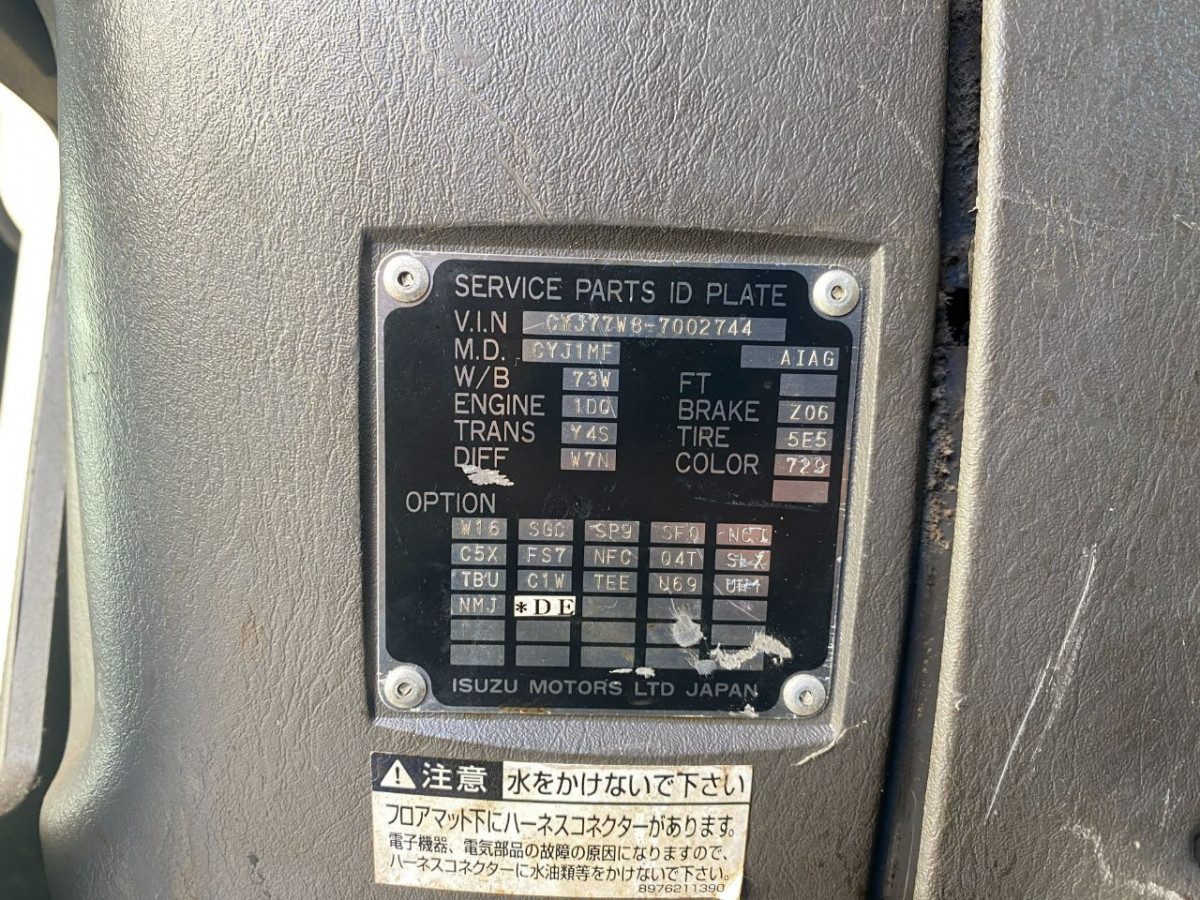 SERVICE PARTS ID PLATE
V.I.N CYJ77W8-7002744
M.D. CYJ1MF AIAG
W/B 73W FT
ENGINE 1DQ BRAKE Z06
TRANS Y4S TIRE 5E5
DIFF W7N COLOR 729
OPTION
W16 SGC SP9 SFQ
C5X FS7 NFC Q4T
TBU C1W TEE U69
NMJ *DE
ISUZU MOTORS LTD JAPAN
注意 水をかけないで下さい
フロアマット下にハーネスコネクターがあります。
電子機器、電気部品の故障の原因になりますので、
ハーネスコネクターに水油類等をかけないで下さい。
8976211390